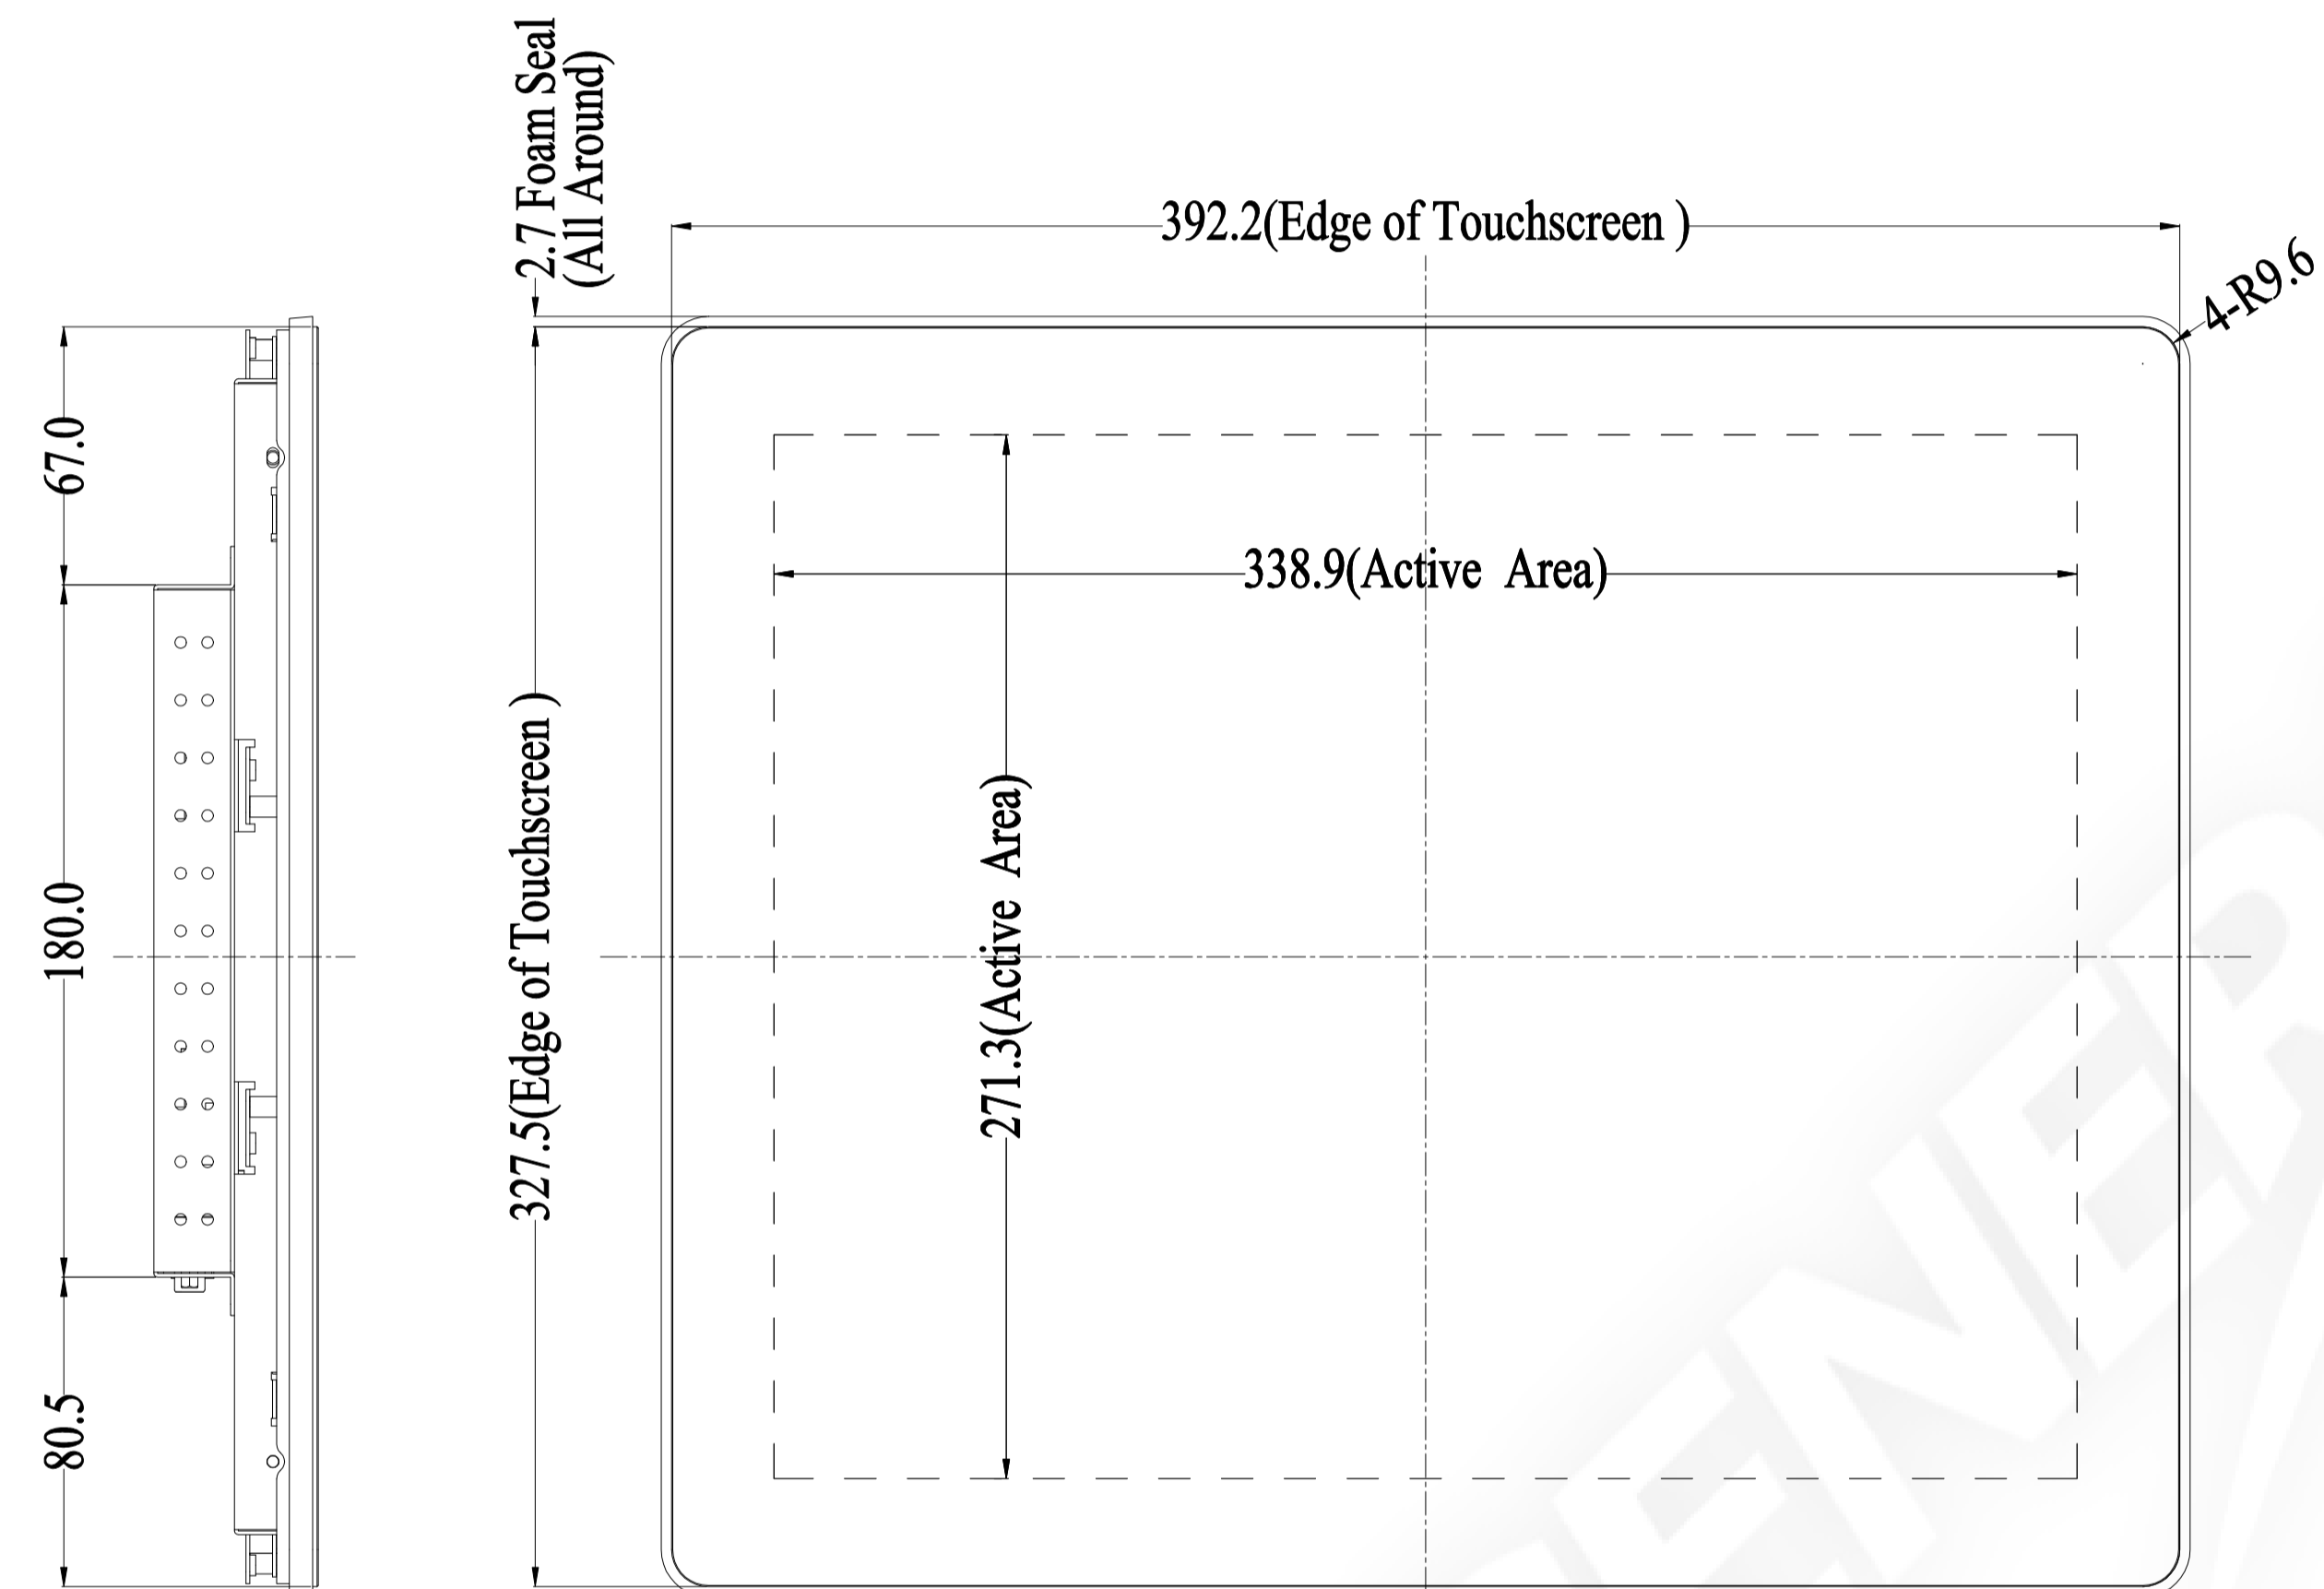 2.7 Foam Seal
(All Around)
392.2(Edge of Touchscreen )
4-R9.6
67.0
338.9(Active Area)
327.5(Edge of Touchscreen )
271.3(Active Area)
180.0
80.5